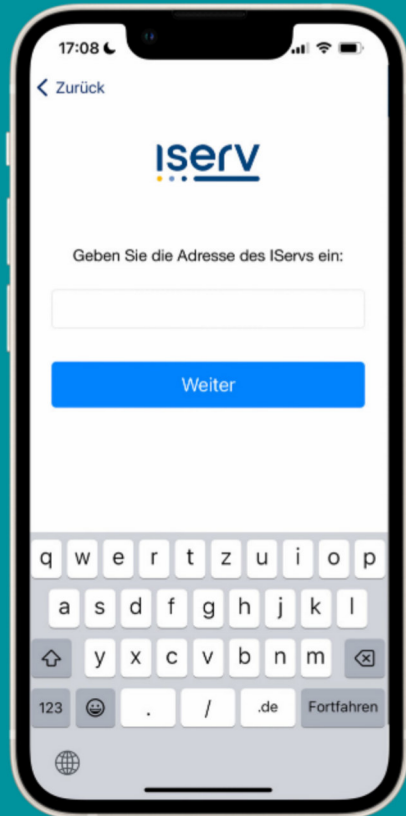 17:08
Zurück
Iserv
Geben Sie die Adresse des IServs ein:
Weiter
q w e r t z u i o p
a s d f g h j k l
y x c v b n m
123 . / .de Fortfahren